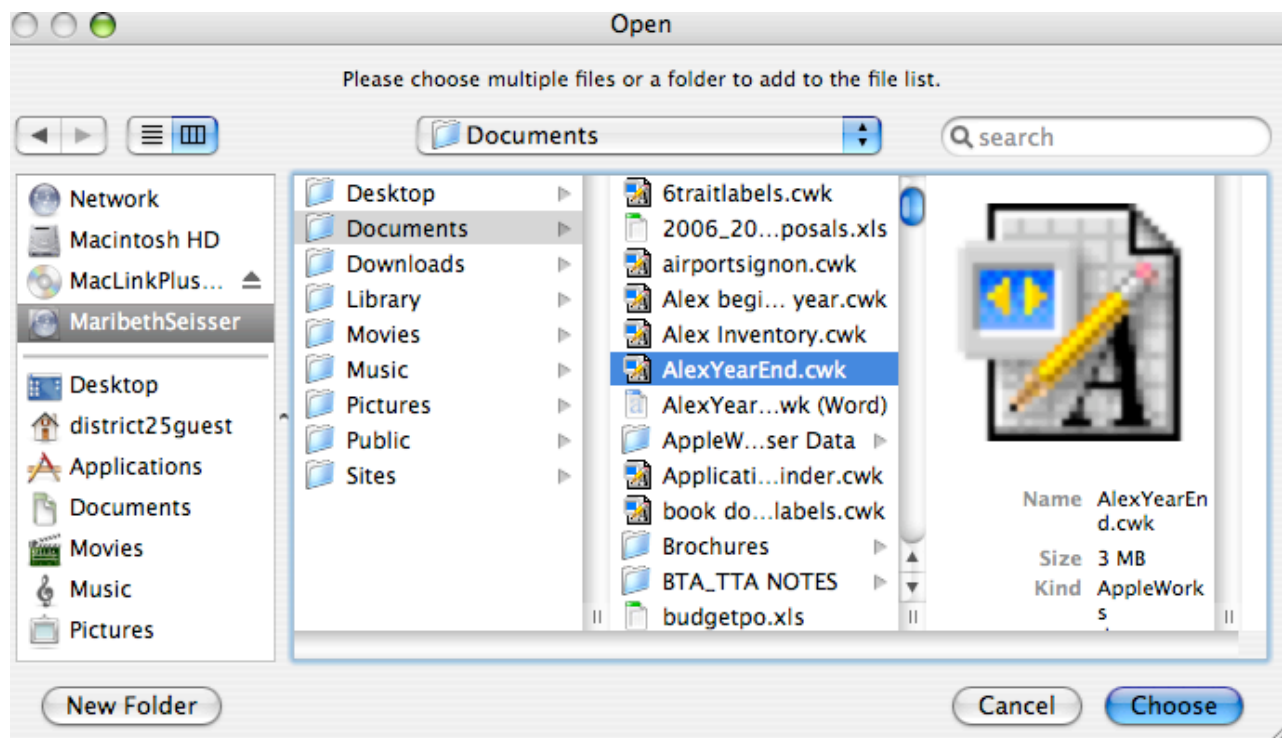 Open
Please choose multiple files or a folder to add to the file list.
Documents
search
Network
Macintosh HD
MacLinkPlus...
MaribethSeisser
Desktop
district25guest
Applications
Documents
Movies
Music
Pictures
Desktop
Documents
Downloads
Library
Movies
Music
Pictures
Public
Sites
6traitlabels.cwk
2006_20...posals.xls
airportsignon.cwk
Alex begi... year.cwk
Alex Inventory.cwk
AlexYearEnd.cwk
AlexYear...wk (Word)
AppleW...ser Data
Applicati...inder.cwk
book do...labels.cwk
Brochures
BTA_TTA NOTES
budgetpo.xls
Name AlexYearEn
d.cwk
Size 3 MB
Kind AppleWork
s
New Folder
Cancel
Choose